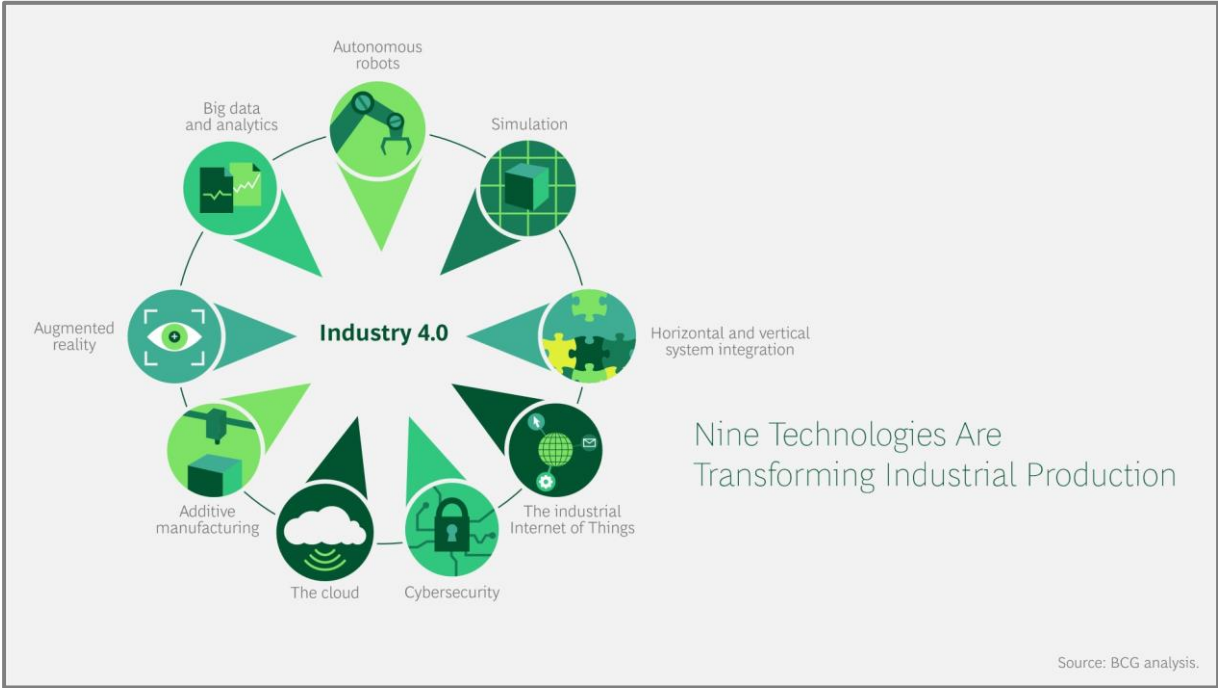 Autonomous
robots
Simulation
Horizontal and vertical
system integration
The industrial
Internet of Things
Cybersecurity
The cloud
Additive
manufacturing
Augmented
reality
Big data
and analytics
Industry 4.0
Nine Technologies Are
Transforming Industrial Production
Source: BCG analysis.